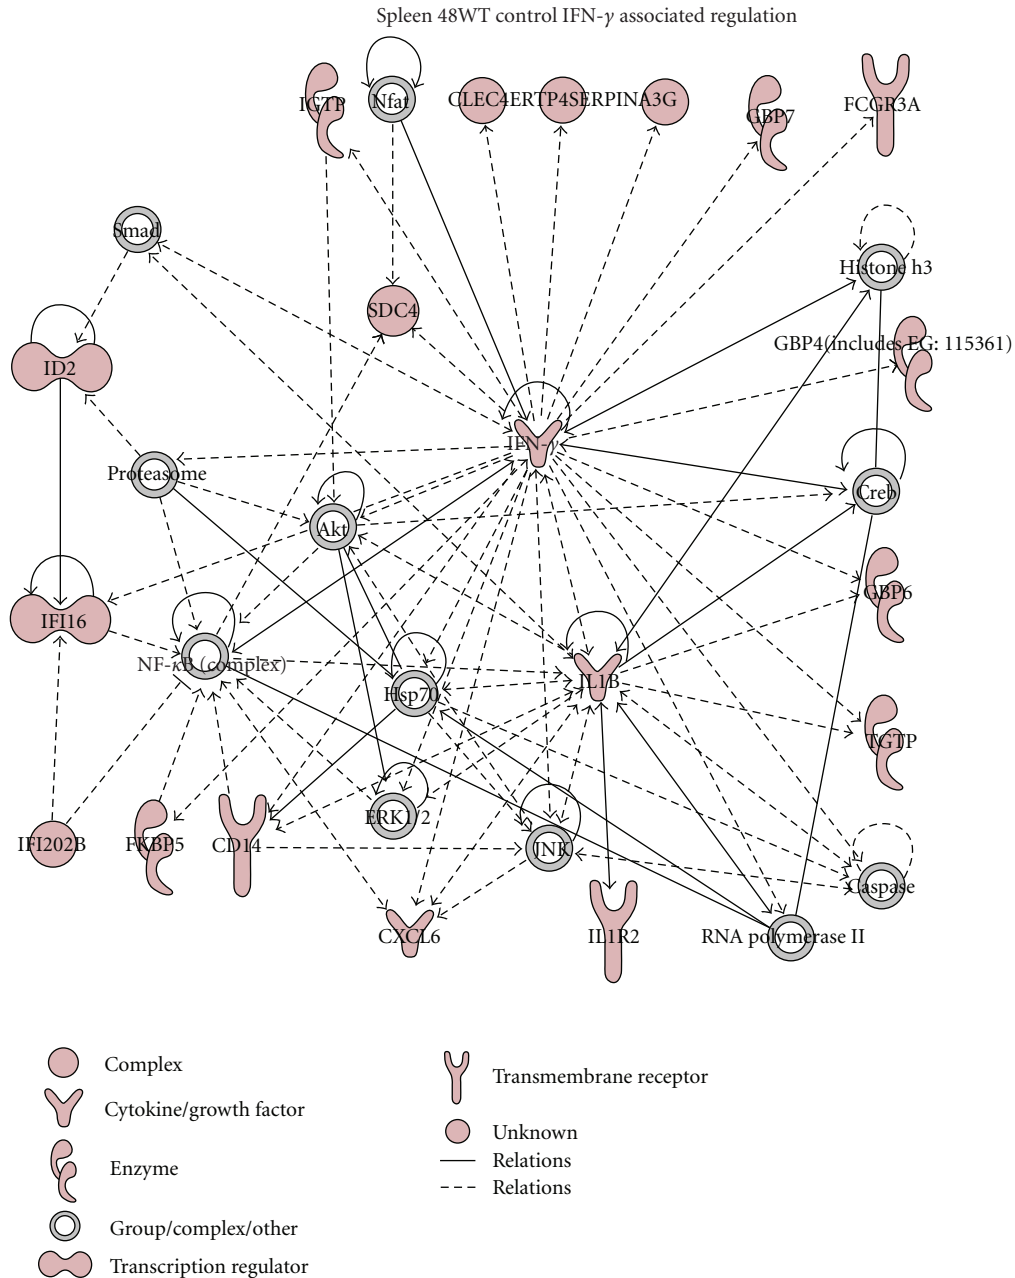 Spleen 48WT control IFN-γ associated regulation
IGTP
Nfat
CLEC4ERTP4SERPINA3G
GBP7
FCGR3A
Smad
Histone h3
SDC4
GBP4(includes EG: 115361)
ID2
IFN-γ
Proteasome
Creb
Akt
GBP6
IFI16
NF-κB (complex)
IL1B
Hsp70
TGTP
ERK1/2
IFI202B
FKBP5
CD14
JNK
Caspase
CXCL6
IL1R2
RNA polymerase II
Complex
Cytokine/growth factor
Enzyme
Group/complex/other
Transcription regulator
Transmembrane receptor
Unknown
Relations
Relations